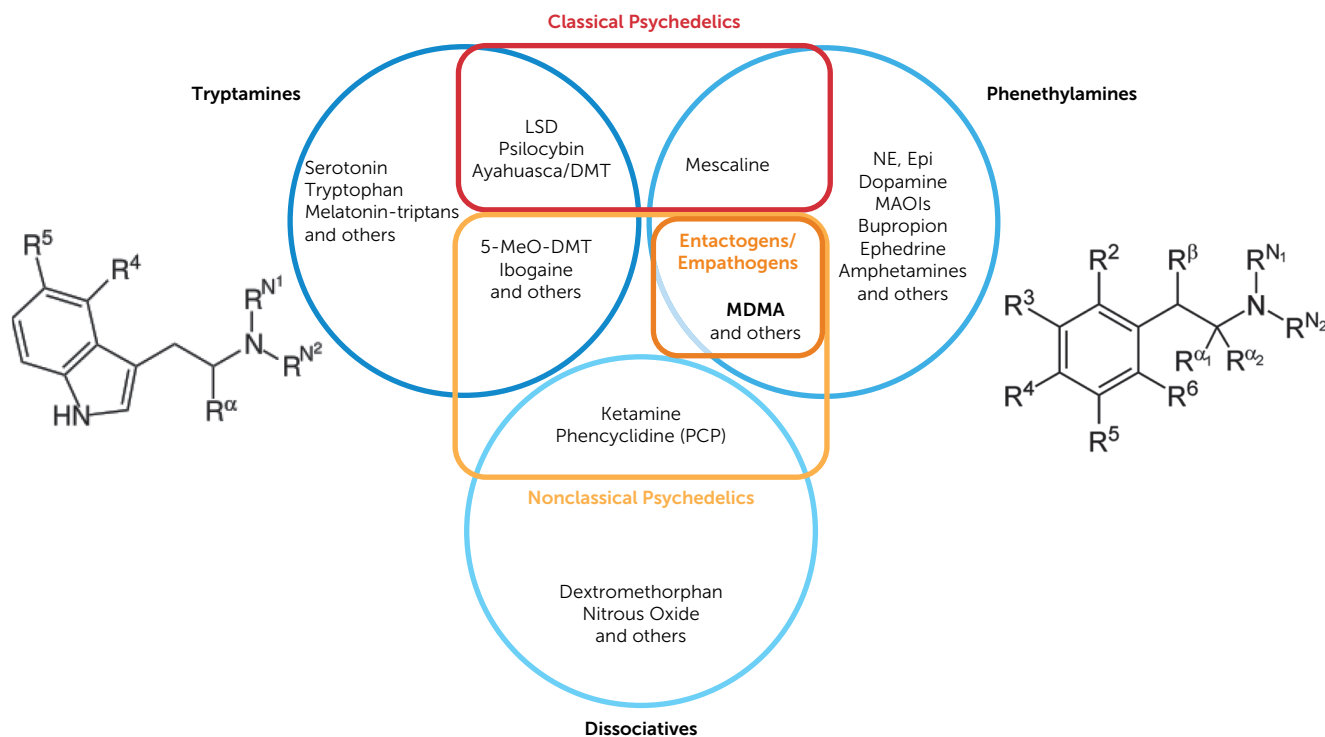 Classical Psychedelics
Tryptamines
Phenethylamines
LSD
Psilocybin
Ayahuasca/DMT
Mescaline
Serotonin
Tryptophan
Melatonin-triptans
and others
NE, Epi
Dopamine
MAOIs
Bupropion
Ephedrine
Amphetamines
and others
5-MeO-DMT
Ibogaine
and others
Entactogens/
Empathogens
MDMA
and others
R⁵
R⁴
Rᴺ¹
N
Rᴺ²
HN
Rᵅ
R²
Rᵝ
Rᴺ₁
R³
N
Rᴺ₂
Rᵅ₁
Rᵅ₂
R⁴
R⁶
R⁵
Ketamine
Phencyclidine (PCP)
Nonclassical Psychedelics
Dextromethorphan
Nitrous Oxide
and others
Dissociatives